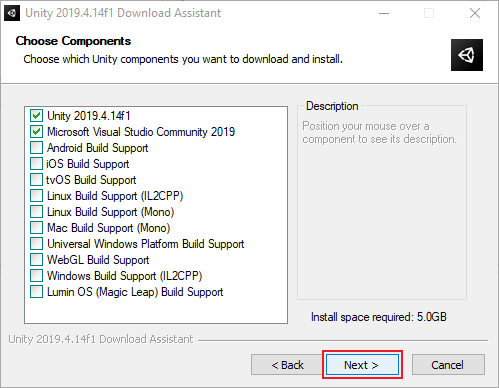 Unity 2019.4.14f1 Download Assistant
Choose Components
Choose which Unity components you want to download and install.
Unity 2019.4.14f1
Microsoft Visual Studio Community 2019
Android Build Support
iOS Build Support
tvOS Build Support
Linux Build Support (IL2CPP)
Linux Build Support (Mono)
Mac Build Support (Mono)
Universal Windows Platform Build Support
WebGL Build Support
Windows Build Support (IL2CPP)
Lumin OS (Magic Leap) Build Support
Description
Position your mouse over a
component to see its description.
Install space required: 5.0GB
Unity 2019.4.14f1 Download Assistant
< Back
Next >
Cancel